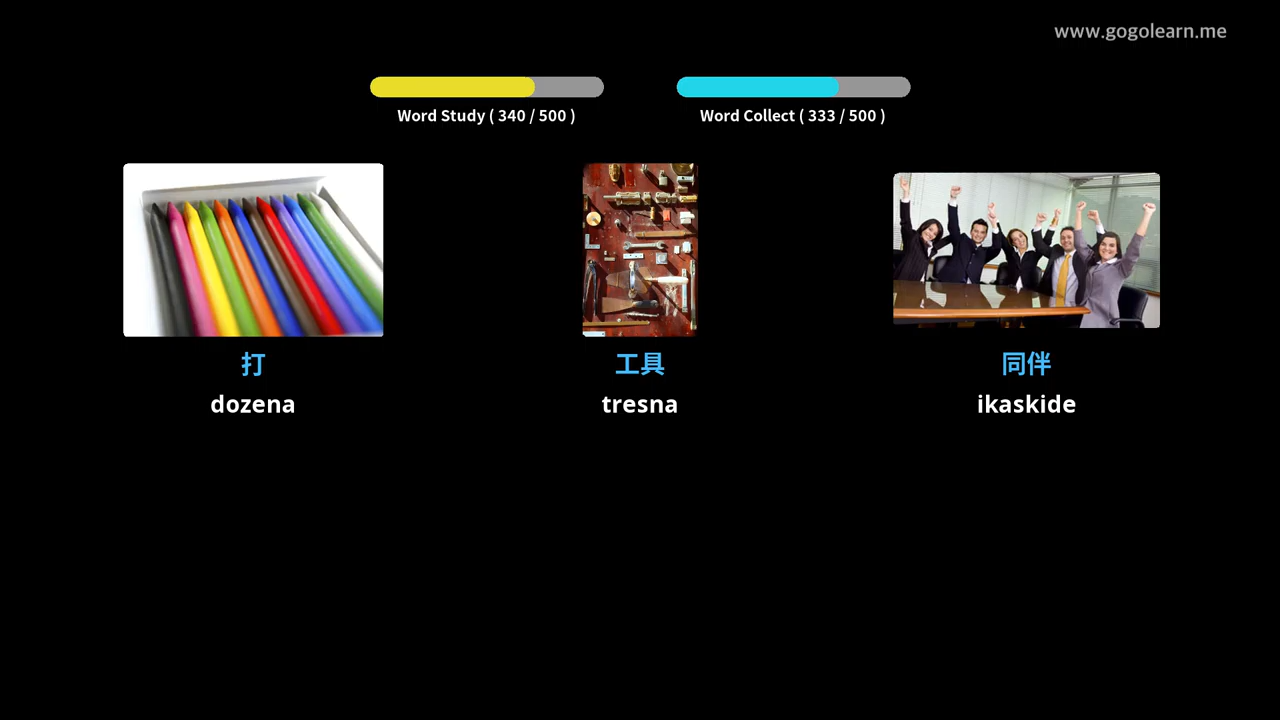 www.gogolearn.me
Word Study ( 340 / 500 )
Word Collect ( 333 / 500 )
打
dozena
工具
tresna
同伴
ikaskide